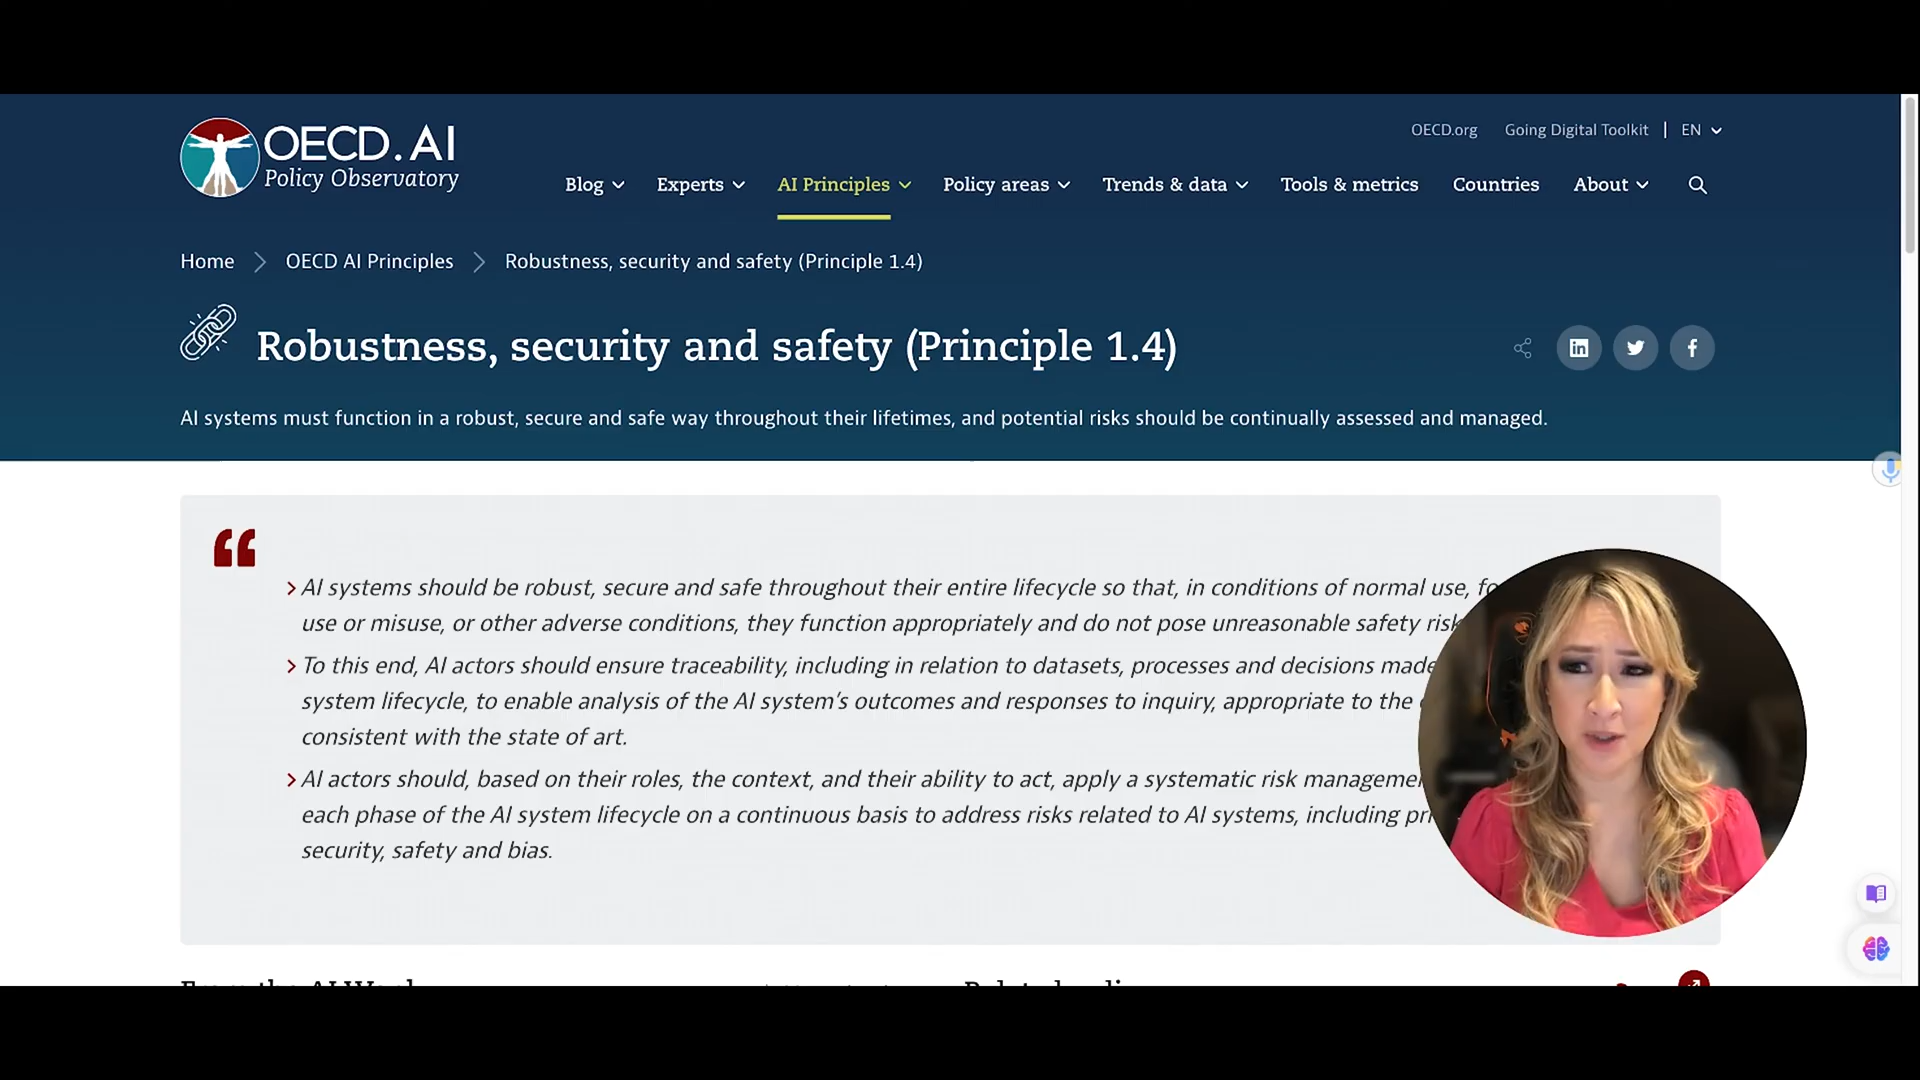 OECD.AI
Policy Observatory
OECD.org Going Digital Toolkit | EN
Blog Experts AI Principles Policy areas Trends & data Tools & metrics Countries About
Home > OECD AI Principles > Robustness, security and safety (Principle 1.4)
Robustness, security and safety (Principle 1.4)
in f
AI systems must function in a robust, secure and safe way throughout their lifetimes, and potential risks should be continually assessed and managed.
“
> AI systems should be robust, secure and safe throughout their entire lifecycle so that, in conditions of normal use,
use or misuse, or other adverse conditions, they function appropriately and do not pose unreasonable safety
> To this end, AI actors should ensure traceability, including in relation to datasets, processes and decisions made
system lifecycle, to enable analysis of the AI system’s outcomes and responses to inquiry, appropriate to the
consistent with the state of art.
> AI actors should, based on their roles, the context, and their ability to act, apply a systematic risk
each phase of the AI system lifecycle on a continuous basis to address risks related to AI systems, including
security, safety and bias.